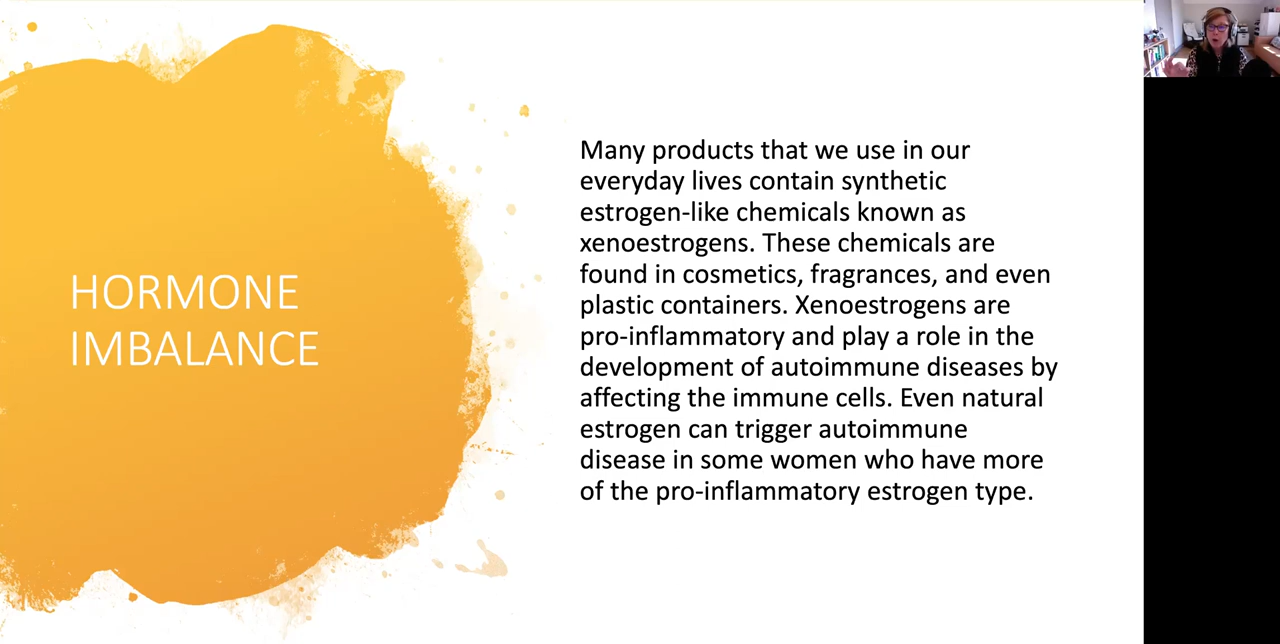 HORMONE
IMBALANCE
Many products that we use in our
everyday lives contain synthetic
estrogen-like chemicals known as
xenoestrogens. These chemicals are
found in cosmetics, fragrances, and even
plastic containers. Xenoestrogens are
pro-inflammatory and play a role in the
development of autoimmune diseases by
affecting the immune cells. Even natural
estrogen can trigger autoimmune
disease in some women who have more
of the pro-inflammatory estrogen type.